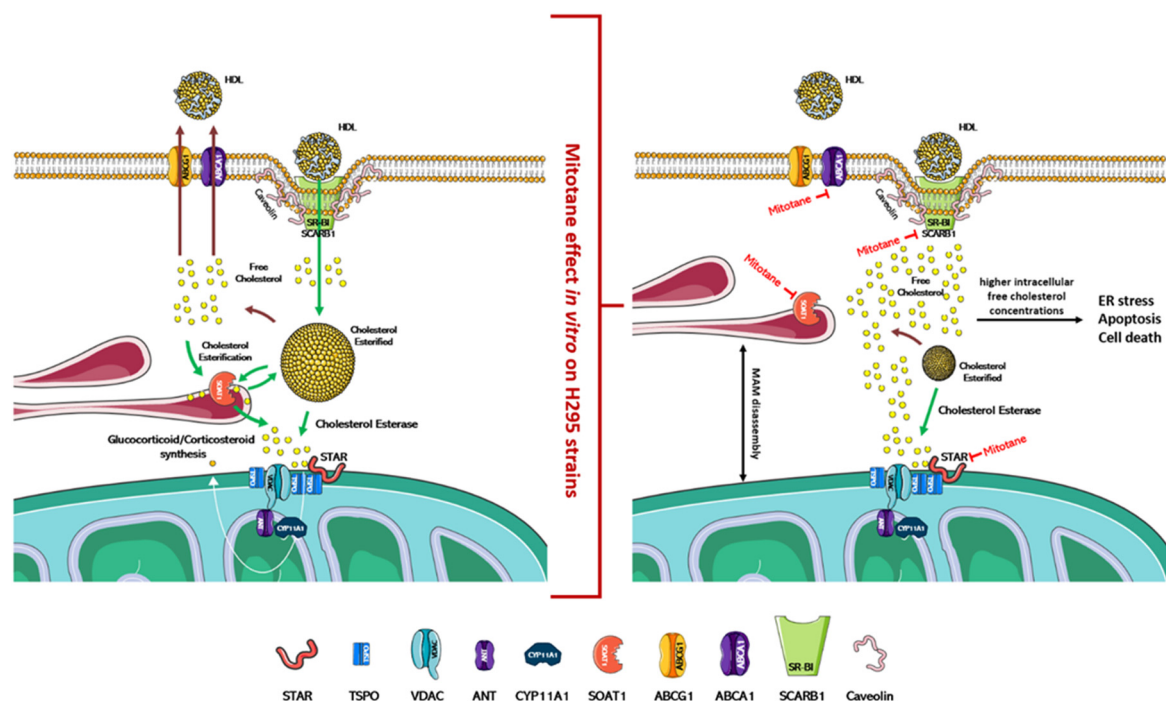 HDL
HDL
ABCG1
ABCA1
Caveolin
SR-BI
SCARB1
Free
Cholesterol
Cholesterol
Esterified
Cholesterol
Esterification
SOAT1
Cholesterol Esterase
Glucocorticoid/Corticosteroid
synthesis
STAR
TSPO
VDAC
TSPO
TSPO
ANT
CYP11A1
Mitotane effect in vitro on H295 strains
HDL
HDL
ABCG1
ABCA1
Mitotane
Caveolin
SR-BI
SCARB1
Mitotane
Mitotane
SOAT1
Free
Cholesterol
higher intracellular
free cholesterol
concentrations
ER stress
Apoptosis
Cell death
MAM disassembly
Cholesterol
Esterified
Cholesterol Esterase
STAR
Mitotane
TSPO
VDAC
TSPO
TSPO
ANT
CYP11A1
TSPO
VDAC
ANT
CYP11A1
SOAT1
ABCG1
ABCA1
SR-BI
STAR
TSPO
VDAC
ANT
CYP11A1
SOAT1
ABCG1
ABCA1
SCARB1
Caveolin